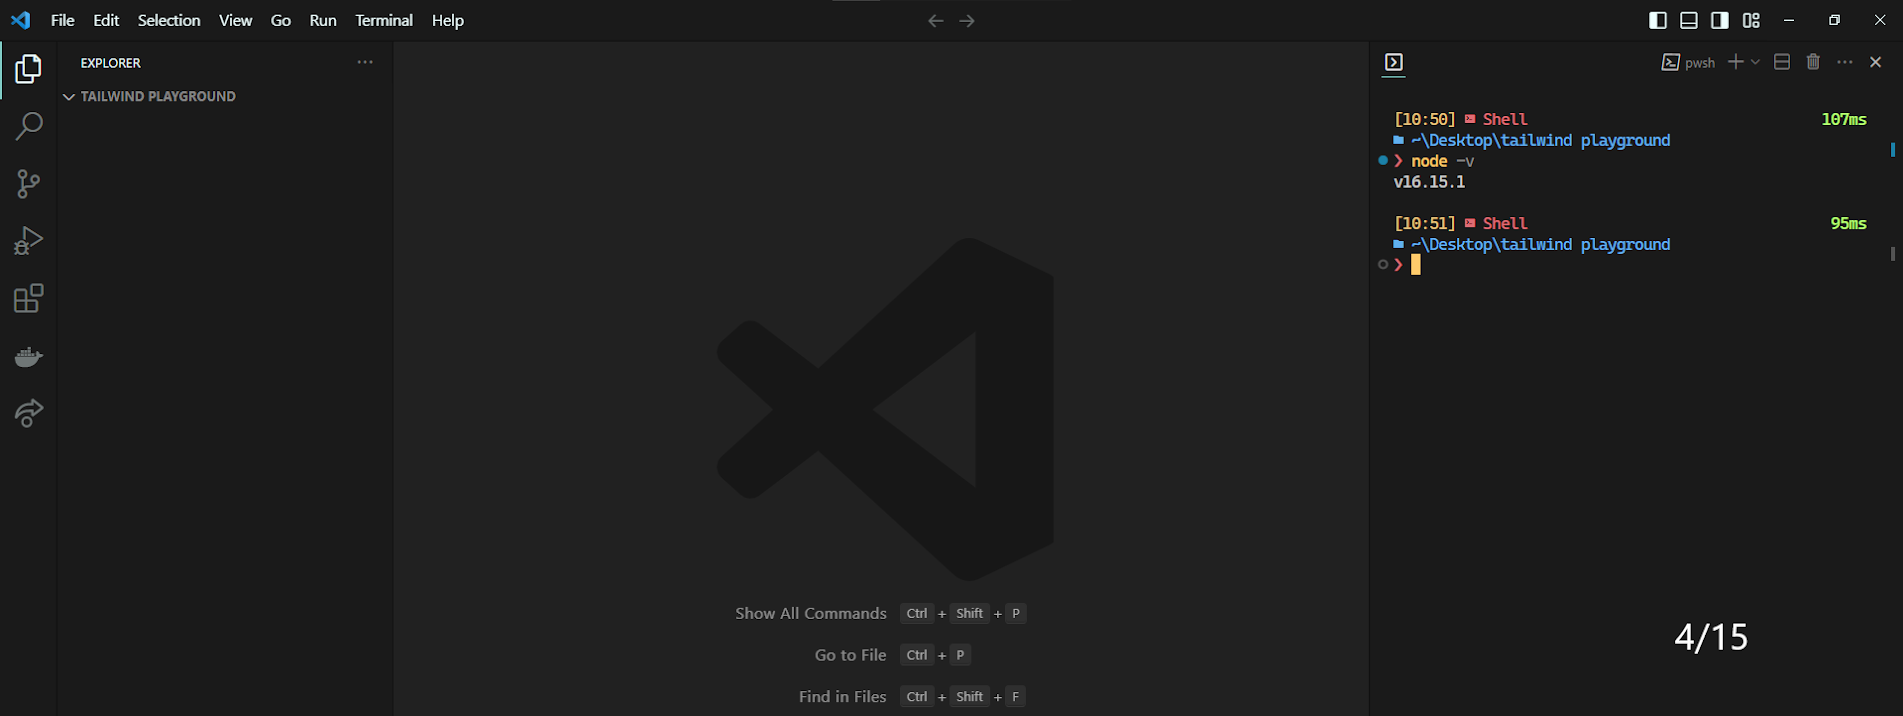 File Edit Selection View Go Run Terminal Help
EXPLORER
TAILWIND PLAYGROUND
Show All Commands Ctrl + Shift + P
Go to File Ctrl + P
Find in Files Ctrl + Shift + F
pwsh
[10:50] Shell 107ms
~\Desktop\tailwind playground
❯ node -v
v16.15.1
[10:51] Shell 95ms
~\Desktop\tailwind playground
❯
4/15